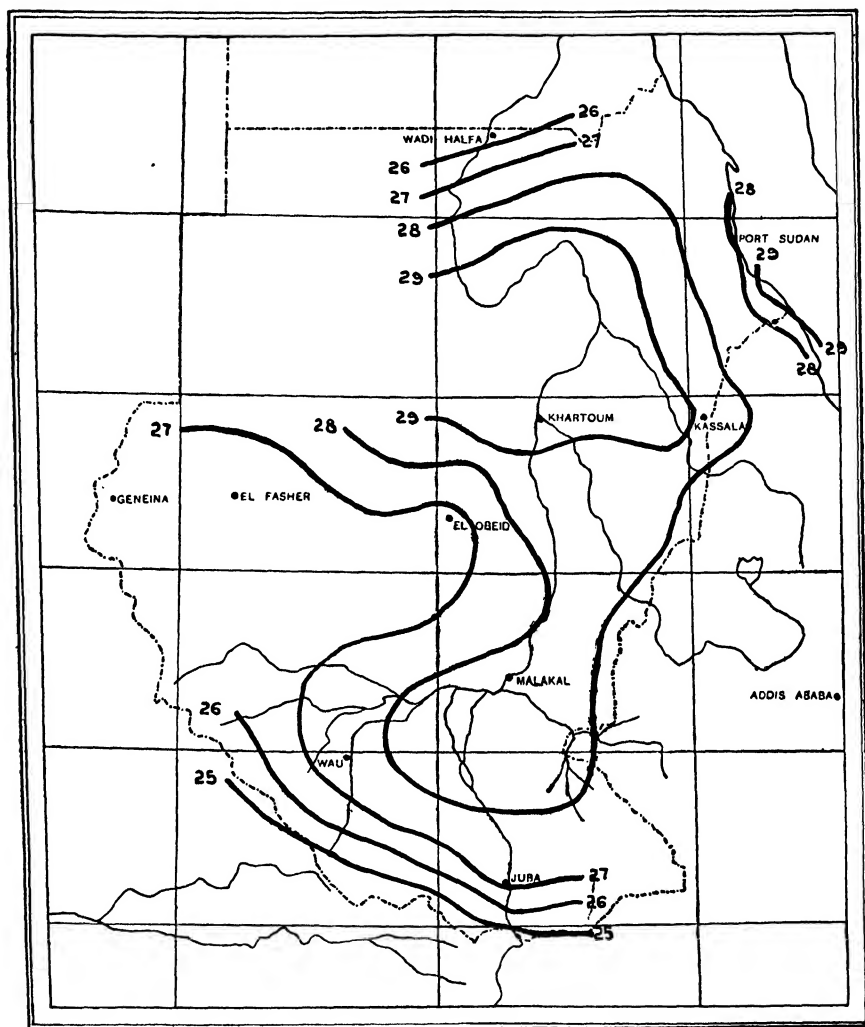 26
WADI HALFA
27
26
27
28
28
PORT SUDAN
29
29
29
28
27
28
29
KHARTOUM
KASSALA
GENEINA
EL FASHER
EL OBEID
MALAKAL
ADDIS ABABA
26
WAU
25
JUBA
27
26
25